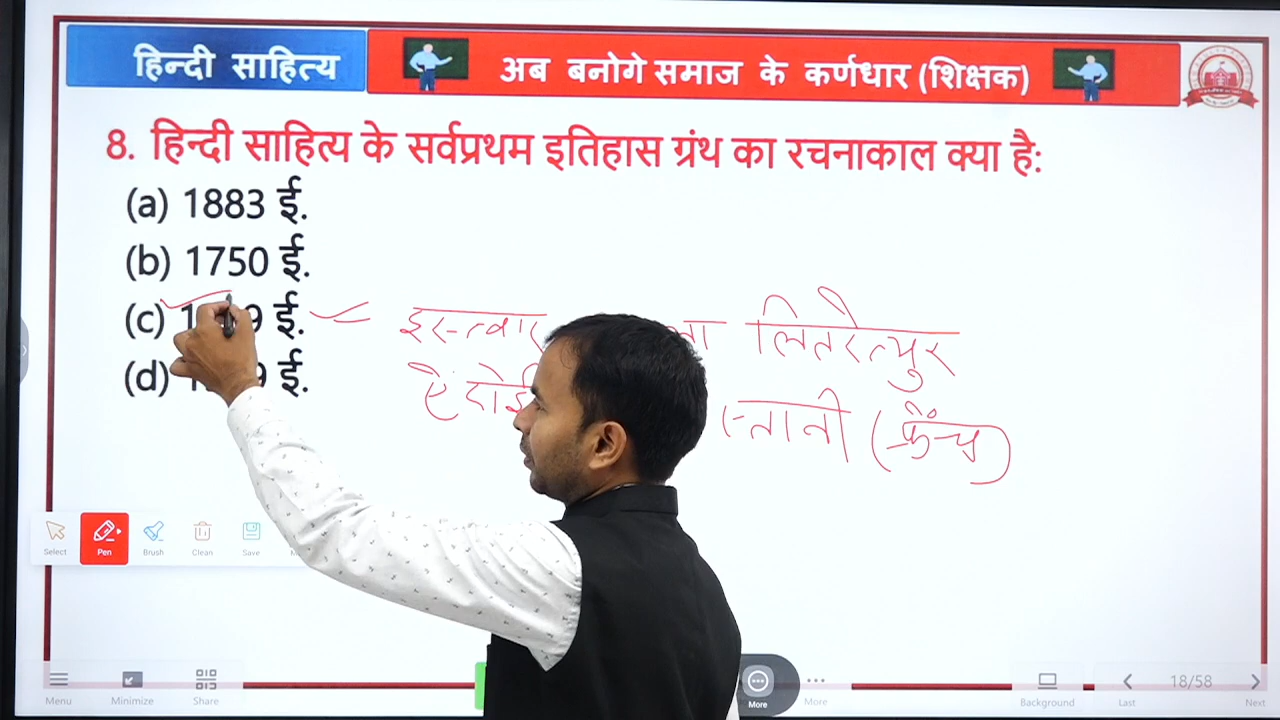 हिन्दी साहित्य
अब बनोगे समाज के कर्णधार (शिक्षक)
8. हिन्दी साहित्य के सर्वप्रथम इतिहास ग्रंथ का रचनाकाल क्या है:
(a) 1883 ई.
(b) 1750 ई.
(c) ई.
(d) ई.
लितरेत्युर
(फ्रेंच)
Select
Pen
Brush
Clean
Save
Menu
Minimize
Share
More
More
Background
Last
18/58
Next